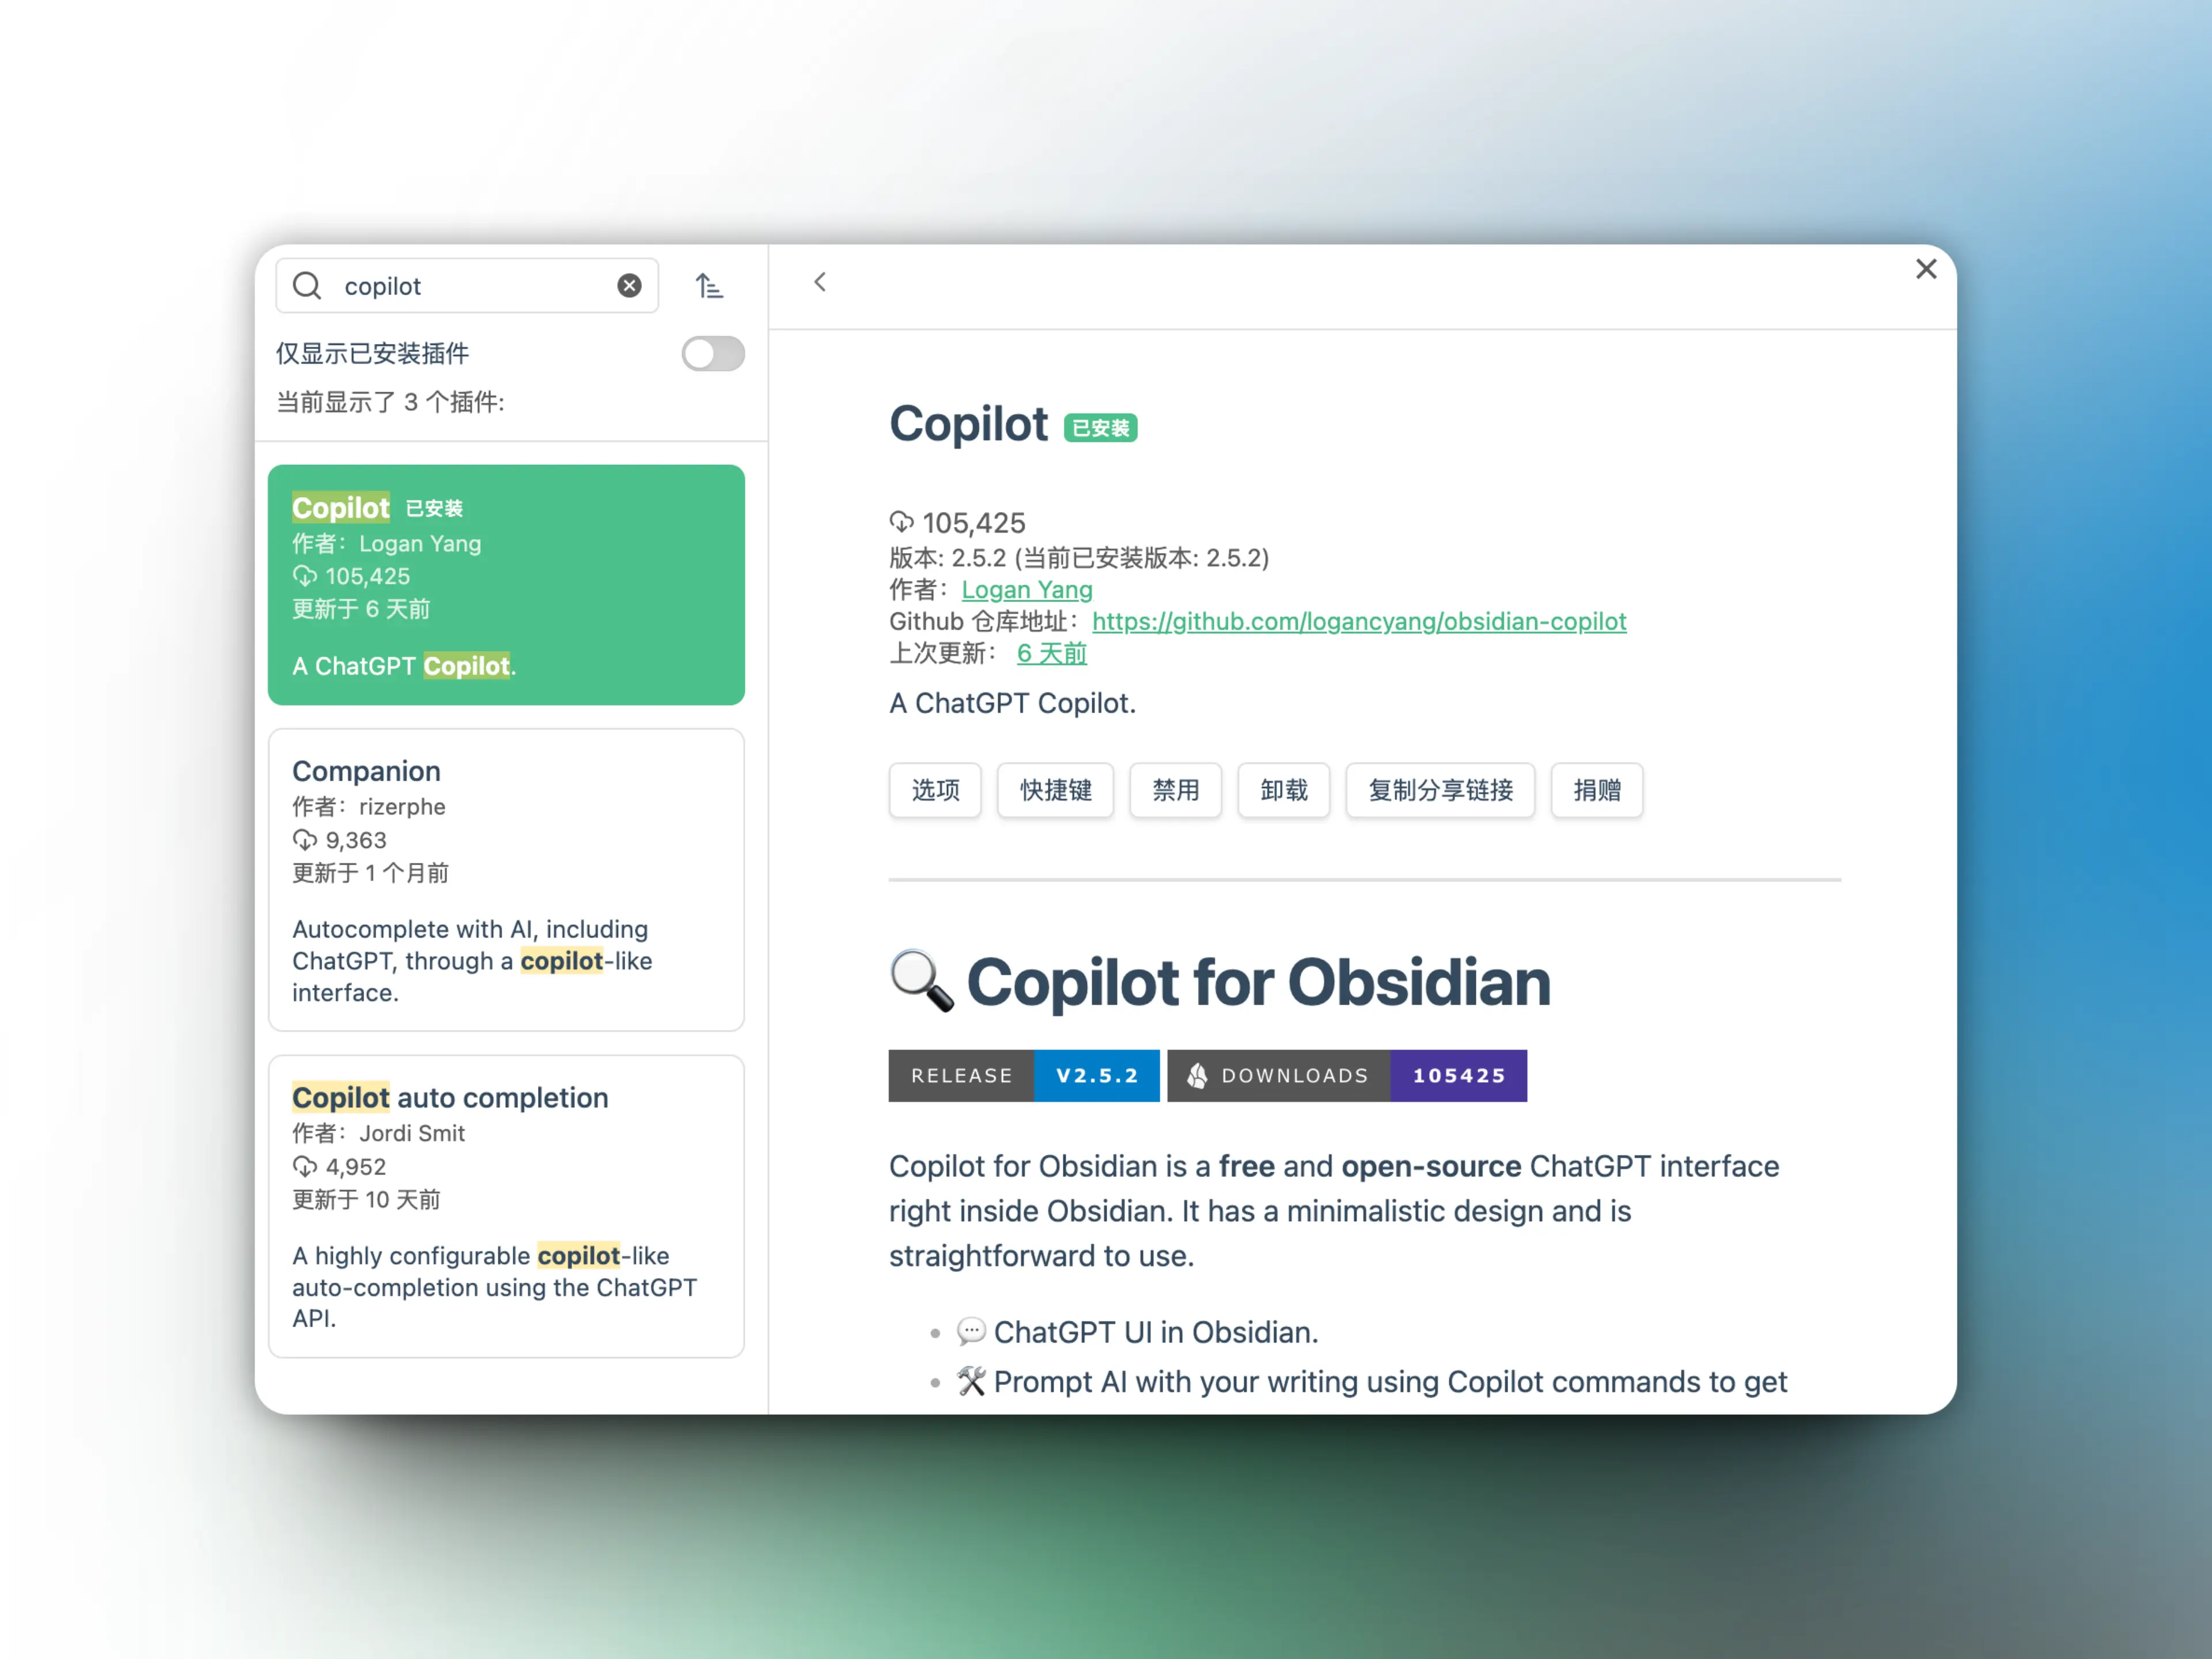 copilot
仅显示已安装插件
当前显示了 3 个插件:
Copilot 已安装
作者： Logan Yang
105,425
更新于 6 天前
A ChatGPT Copilot.
Companion
作者： rizerphe
9,363
更新于 1 个月前
Autocomplete with AI, including
ChatGPT, through a copilot-like
interface.
Copilot auto completion
作者： Jordi Smit
4,952
更新于 10 天前
A highly configurable copilot-like
auto-completion using the ChatGPT
API.
Copilot 已安装
105,425
版本: 2.5.2 (当前已安装版本: 2.5.2)
作者： Logan Yang
Github 仓库地址： https://github.com/logancyang/obsidian-copilot
上次更新： 6 天前
A ChatGPT Copilot.
选项 快捷键 禁用 卸载 复制分享链接 捐赠
Copilot for Obsidian
RELEASE V2.5.2 DOWNLOADS 105425
Copilot for Obsidian is a free and open-source ChatGPT interface
right inside Obsidian. It has a minimalistic design and is
straightforward to use.
• 💬 ChatGPT UI in Obsidian.
• 🛠 Prompt AI with your writing using Copilot commands to get